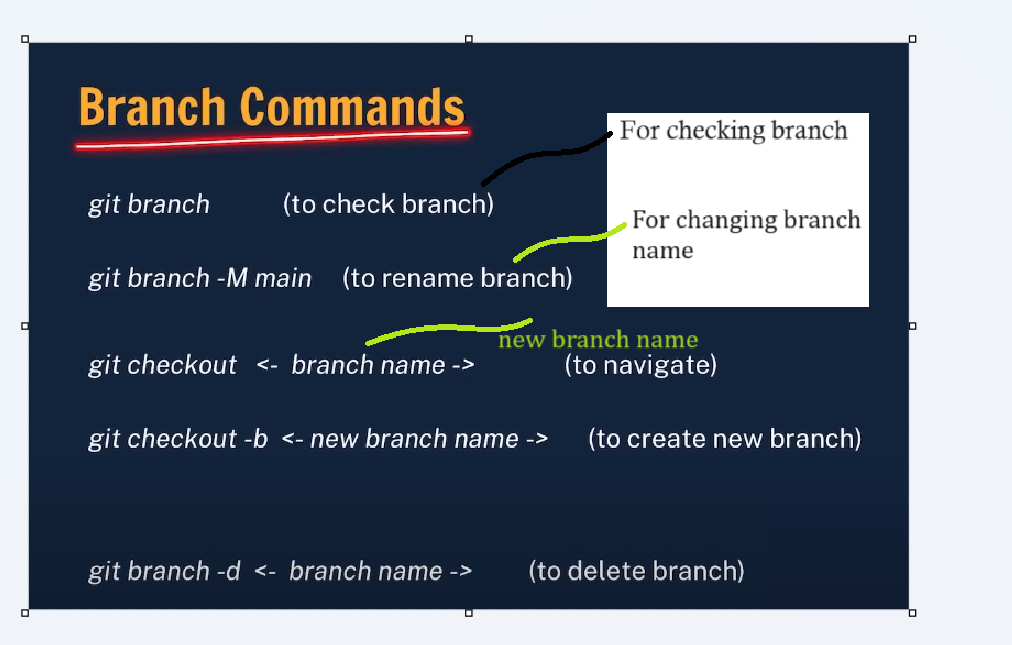 Branch Commands
For checking branch
git branch (to check branch)
For changing branch
name
git branch -M main (to rename branch)
new branch name
git checkout <- branch name -> (to navigate)
git checkout -b <- new branch name -> (to create new branch)
git branch -d <- branch name -> (to delete branch)